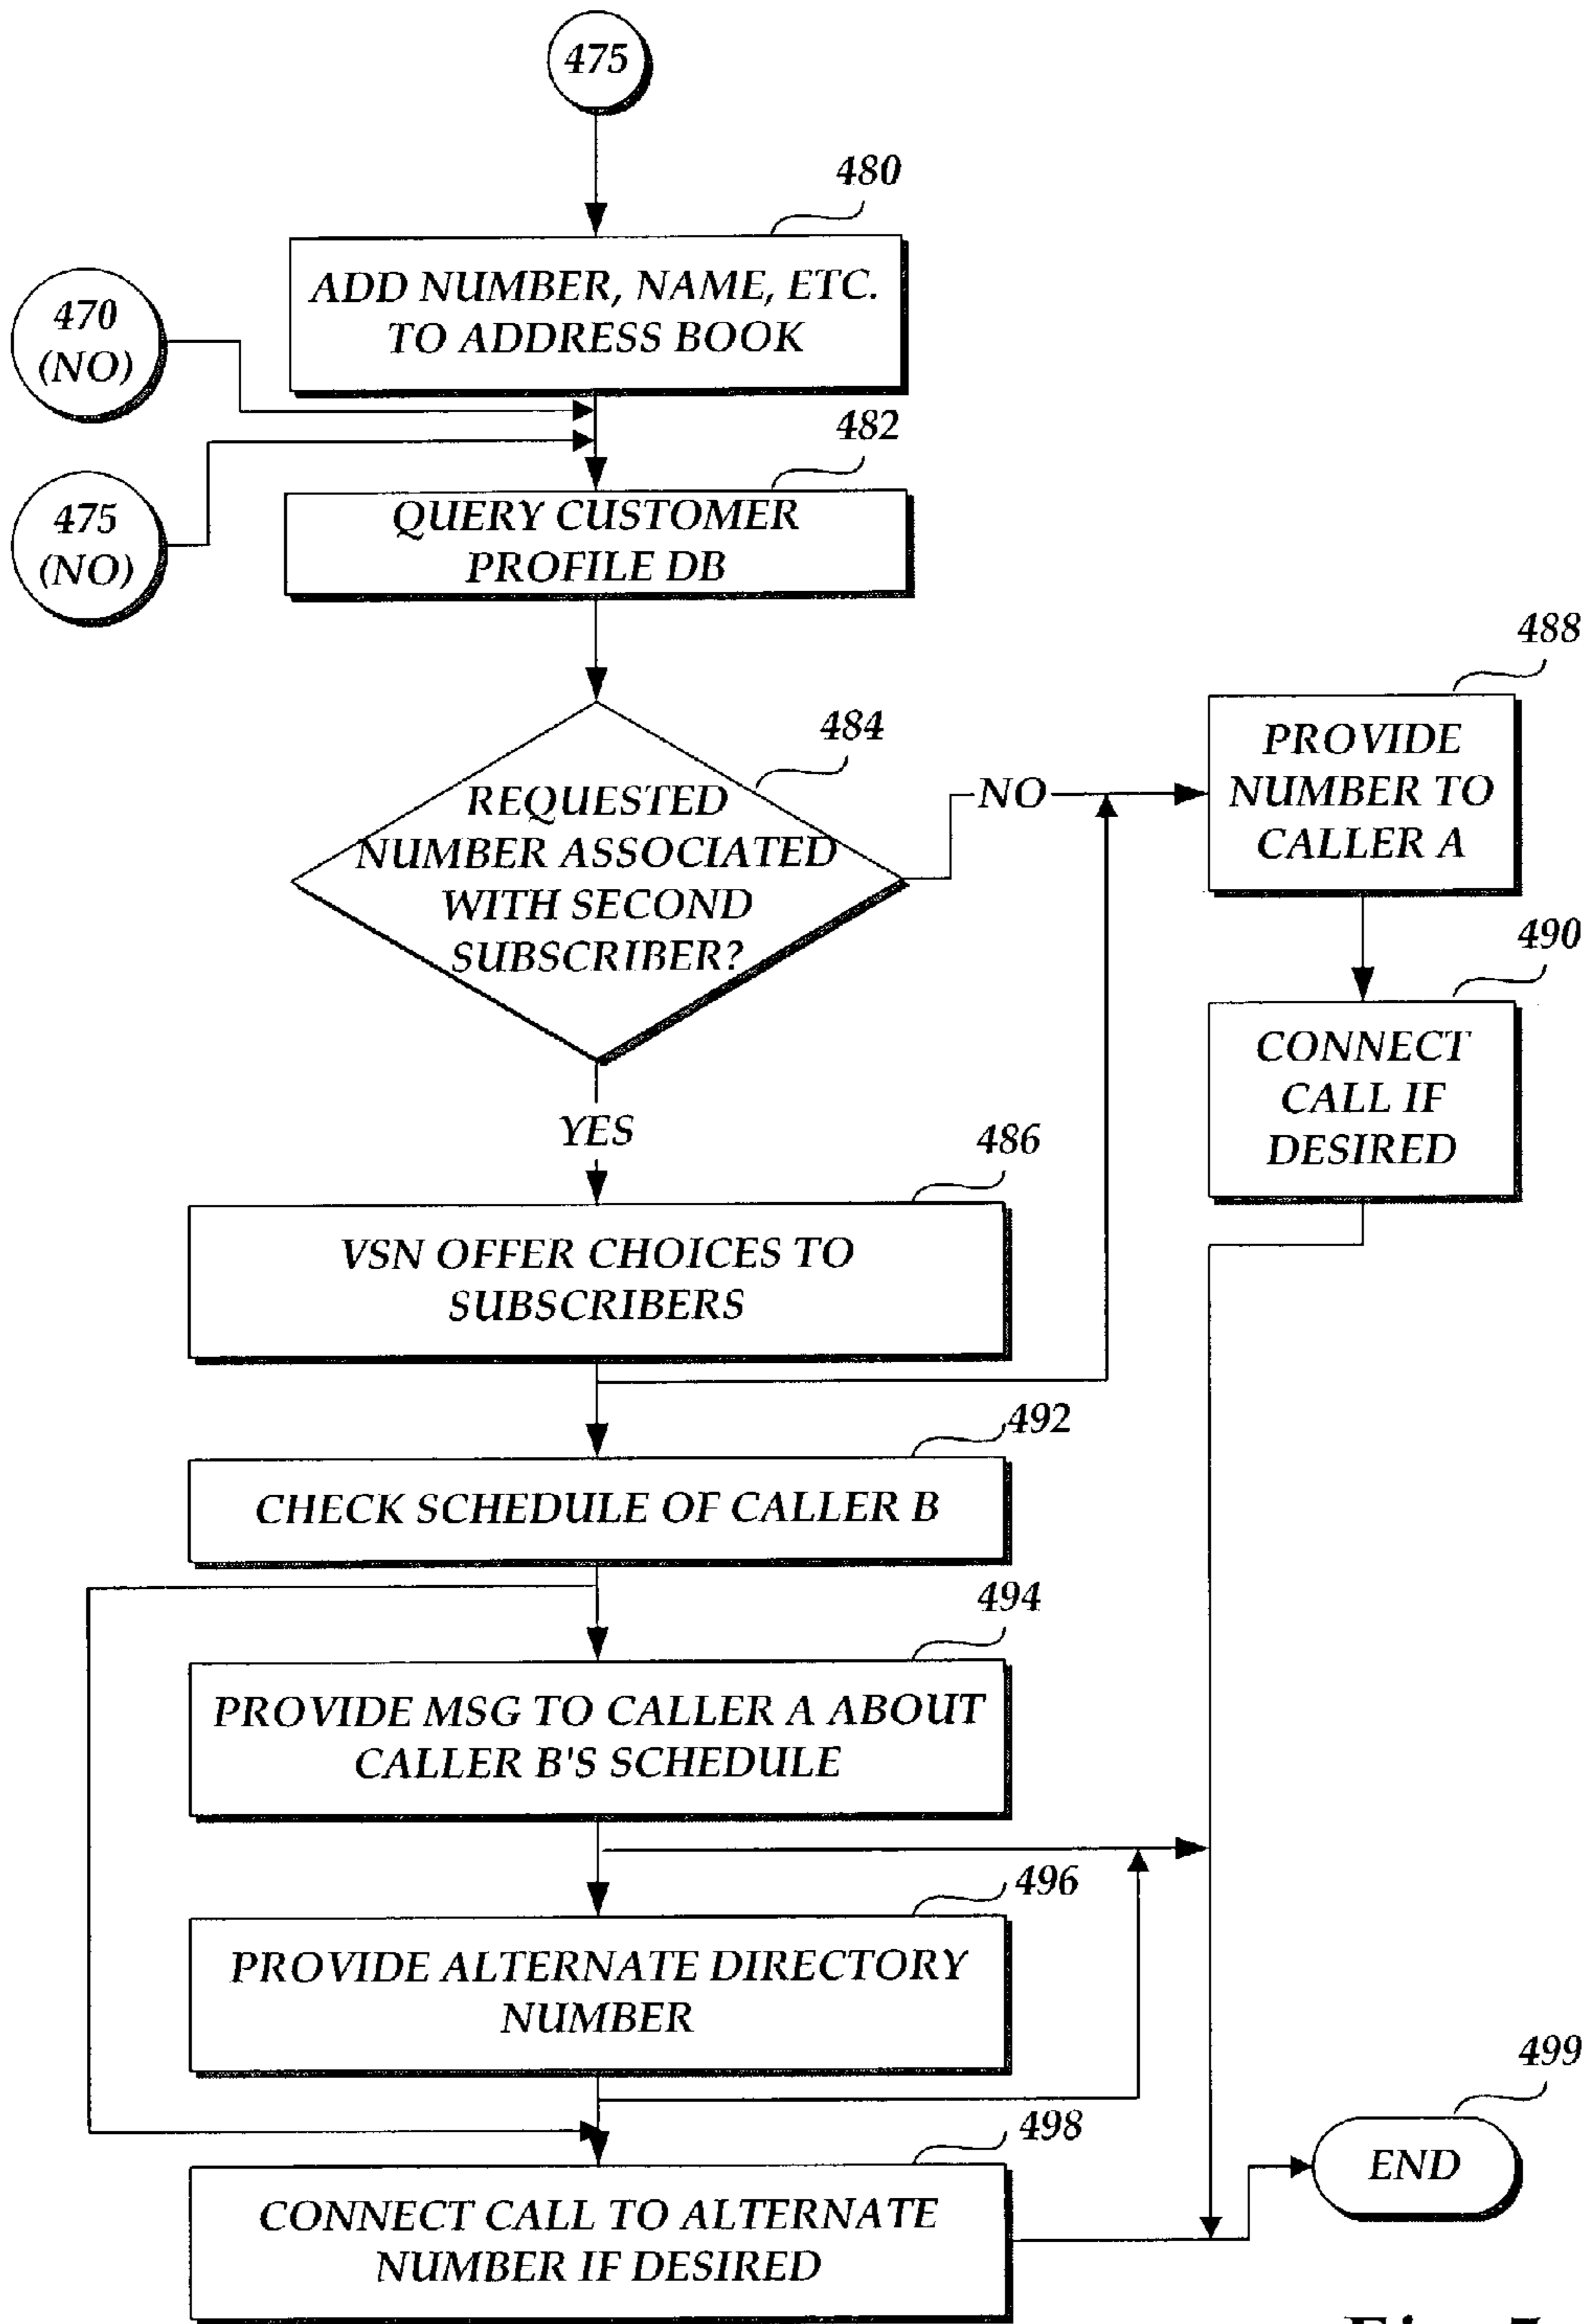 475
480
ADD NUMBER, NAME, ETC.
TO ADDRESS BOOK
470
(NO)
482
475
(NO)
QUERY CUSTOMER
PROFILE DB
488
484
REQUESTED
NUMBER ASSOCIATED
WITH SECOND
SUBSCRIBER?
NO
PROVIDE
NUMBER TO
CALLER A
490
CONNECT
CALL IF
DESIRED
YES
486
VSN OFFER CHOICES TO
SUBSCRIBERS
492
CHECK SCHEDULE OF CALLER B
494
PROVIDE MSG TO CALLER A ABOUT
CALLER B'S SCHEDULE
496
PROVIDE ALTERNATE DIRECTORY
NUMBER
499
END
498
CONNECT CALL TO ALTERNATE
NUMBER IF DESIRED